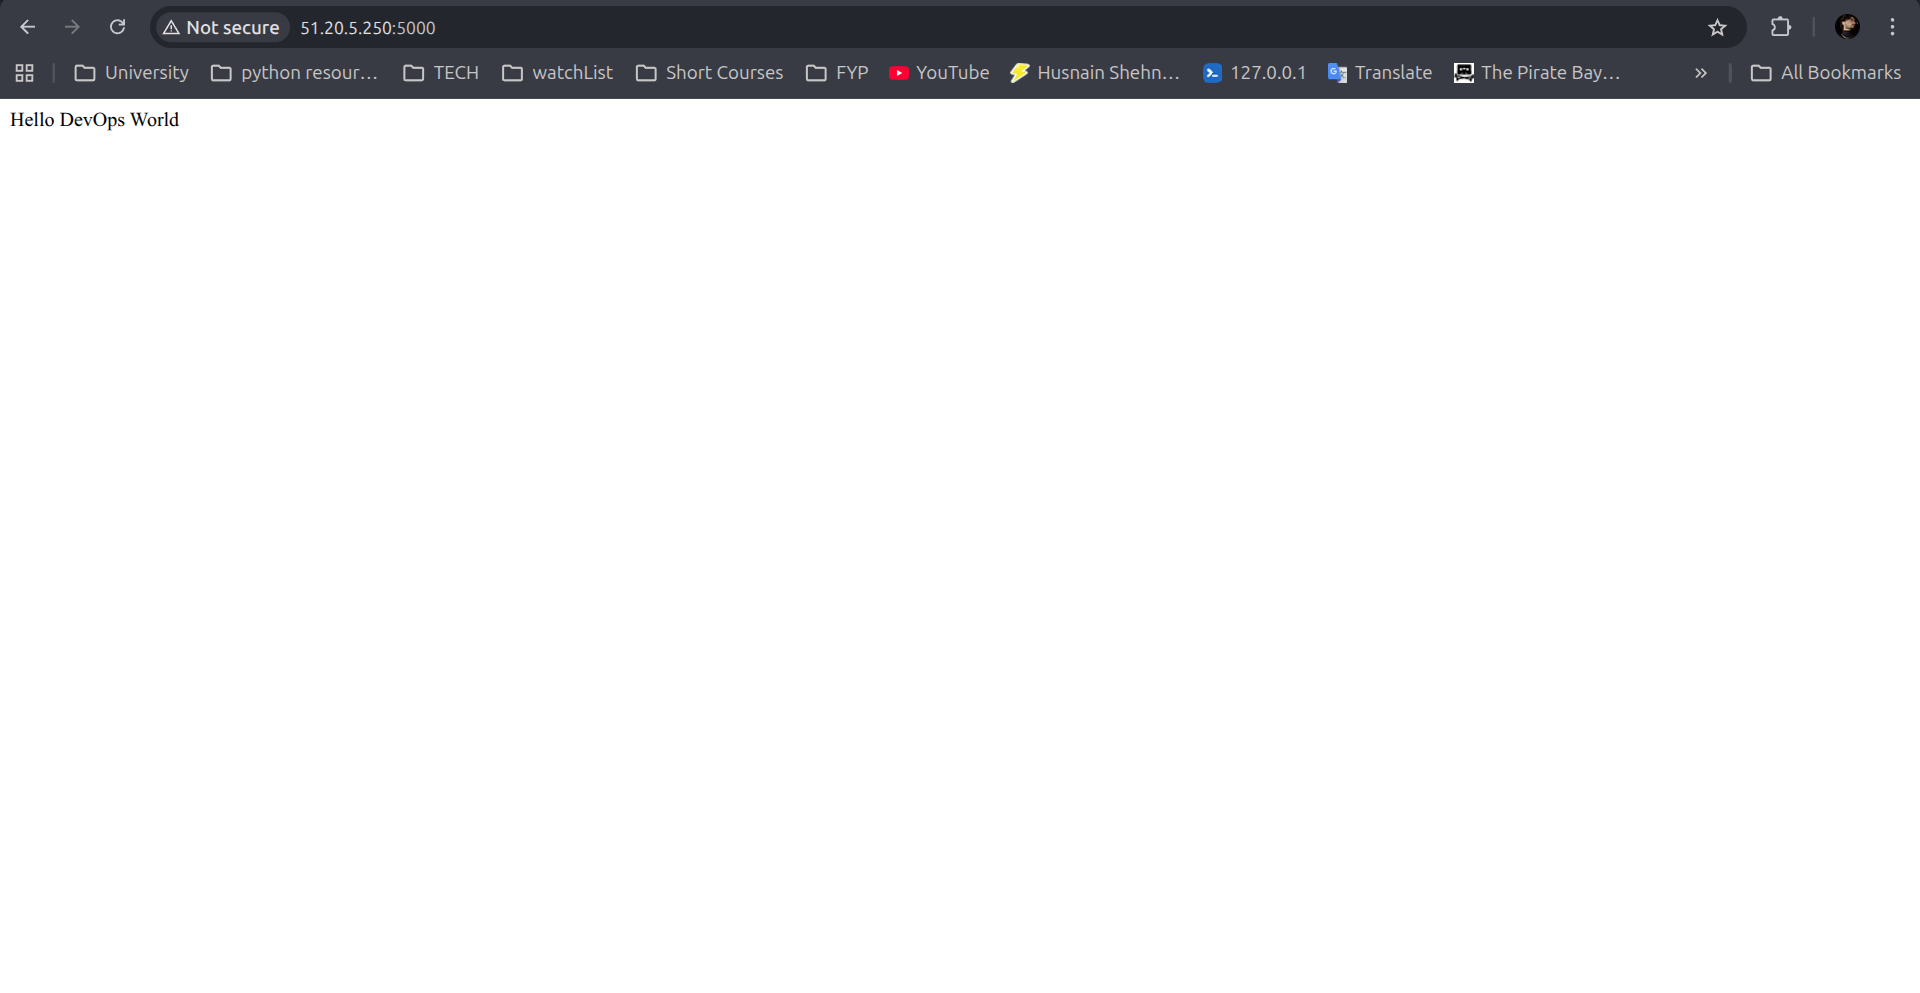 Not secure 51.20.5.250:5000
University python resour... TECH watchList Short Courses FYP YouTube Husnain Shehn... 127.0.0.1 Translate The Pirate Bay... » All Bookmarks
Hello DevOps World